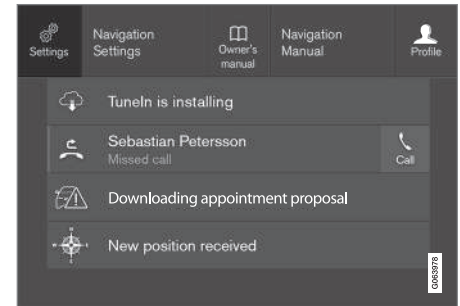 Settings
Navigation
Settings
Owner's
manual
Navigation
Manual
Profile
TuneIn is installing
Sebastian Petersson
Missed call
Call
Downloading appointment proposal
New position received
G063978